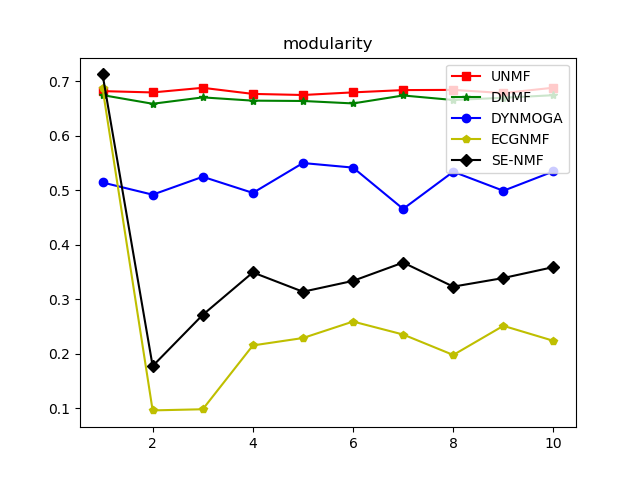 modularity
UNMF
DNMF
DYNMOGA
ECGNMF
SE-NMF
0.7
0.6
0.5
0.4
0.3
0.2
0.1
2 4 6 8 10